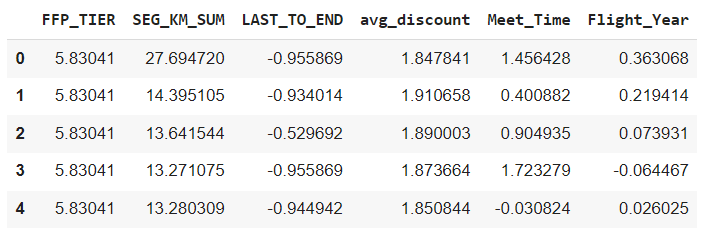 FFP_TIER SEG_KM_SUM LAST_TO_END avg_discount Meet_Time Flight_Year
0 5.83041 27.694720 -0.955869 1.847841 1.456428 0.363068
1 5.83041 14.395105 -0.934014 1.910658 0.400882 0.219414
2 5.83041 13.641544 -0.529692 1.890003 0.904935 0.073931
3 5.83041 13.271075 -0.955869 1.873664 1.723279 -0.064467
4 5.83041 13.280309 -0.944942 1.850844 -0.030824 0.026025